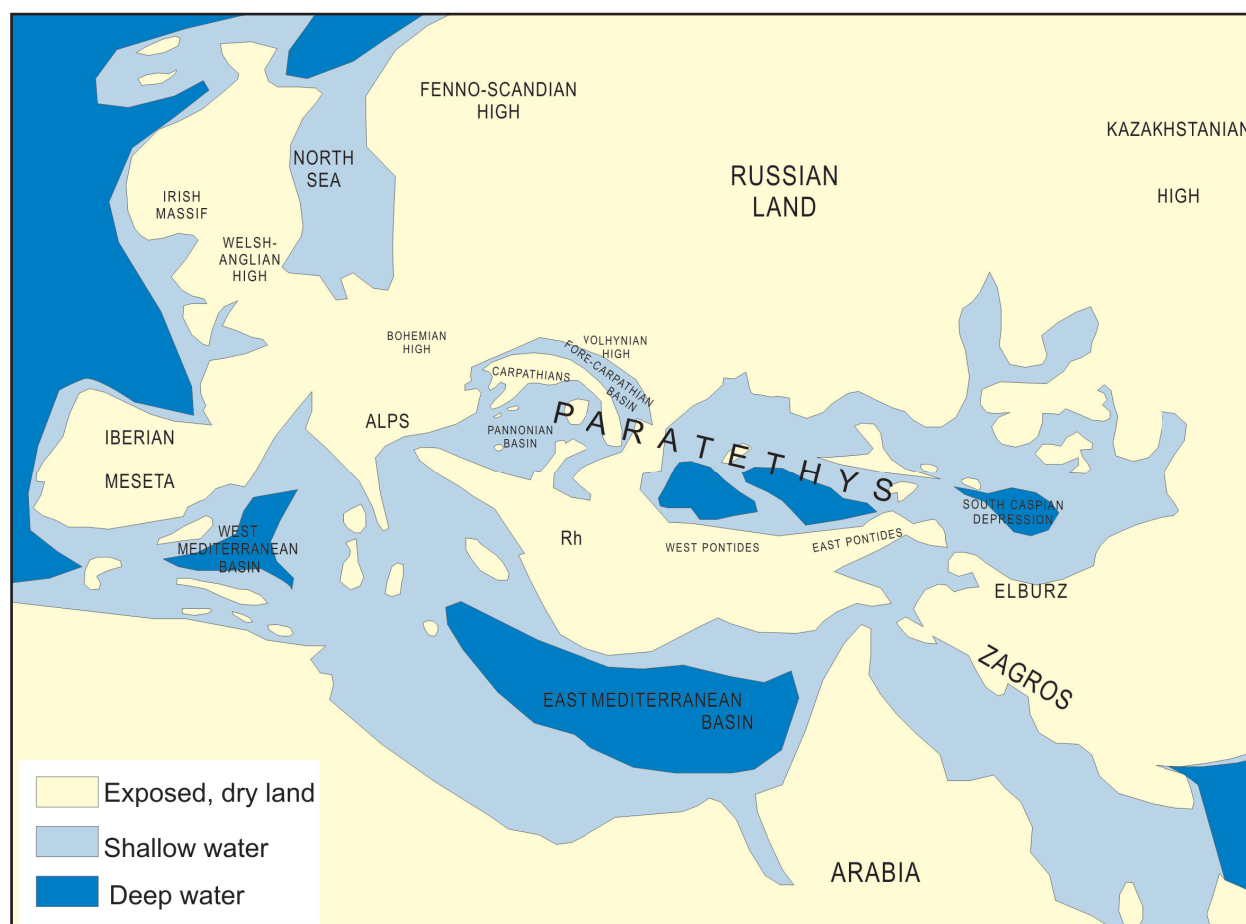 FENNO-SCANDIAN
HIGH
KAZAKHSTANIAN
HIGH
NORTH
SEA
RUSSIAN
LAND
IRISH
MASSIF
WELSH-
ANGLIAN
HIGH
BOHEMIAN
HIGH
VOLHYNIAN
HIGH
FORE-CARPATHIAN
BASIN
CARPATHIANS
PARATETHYS
ALPS
PANNONIAN
BASIN
IBERIAN
MESETA
WEST
MEDITERRANEAN
BASIN
SOUTH CASPIAN
DEPRESSION
Rh
WEST PONTIDES
EAST PONTIDES
ELBURZ
ZAGROS
EAST MEDITERRANEAN
BASIN
ARABIA
Exposed, dry land
Shallow water
Deep water